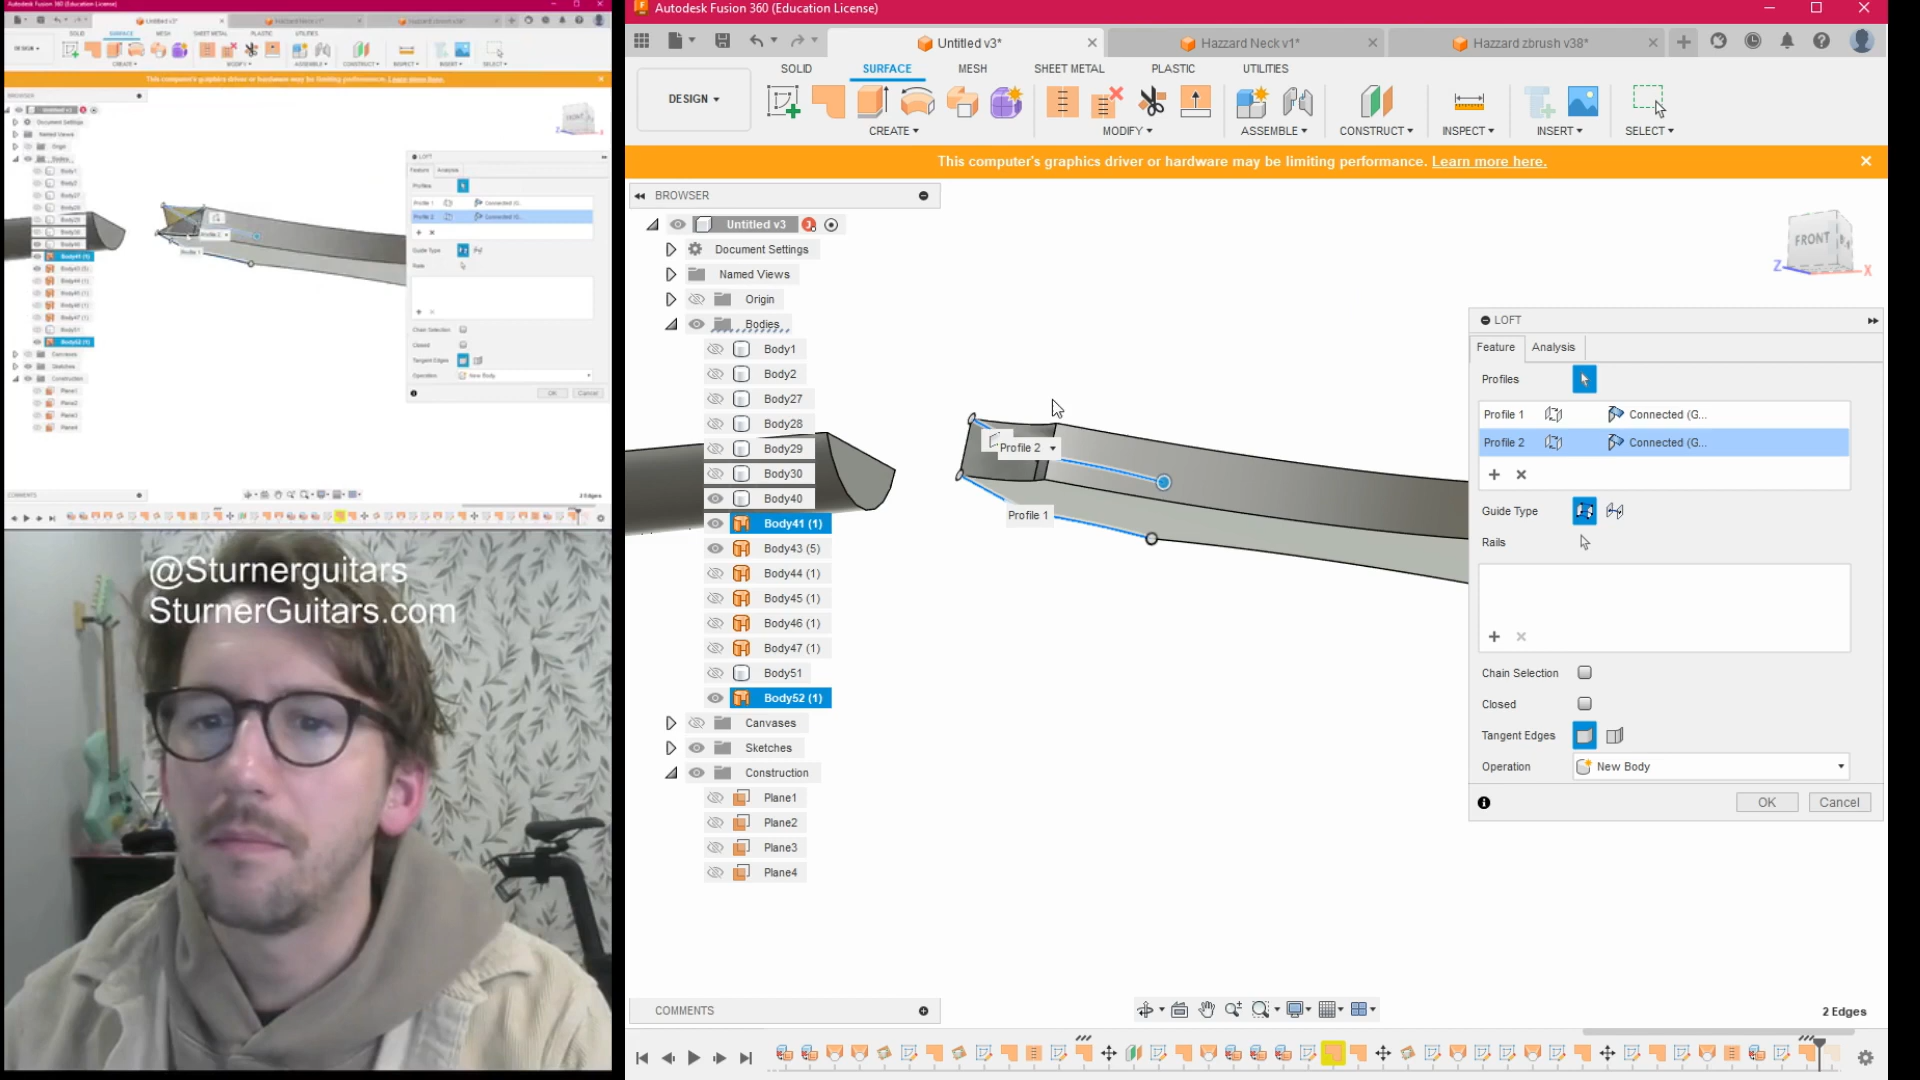 Autodesk Fusion 360 (Education License)
Untitled v3*
Hazzard Neck v1*
Hazzard zbrush v38*
SOLID
SURFACE
MESH
SHEET METAL
PLASTIC
UTILITIES
DESIGN
CREATE
MODIFY
ASSEMBLE
CONSTRUCT
INSPECT
INSERT
SELECT
This computer's graphics driver or hardware may be limiting performance. Learn more here.
BROWSER
Untitled v3
Document Settings
Named Views
Origin
Bodies
Body1
Body2
Body27
Body28
Body29
Body30
Body40
Body41 (1)
Body43 (5)
Body44 (1)
Body45 (1)
Body46 (1)
Body47 (1)
Body51
Body52 (1)
Canvases
Sketches
Construction
Plane1
Plane2
Plane3
Plane4
Profile 2
Profile 1
FRONT
Z
X
LOFT
Feature
Analysis
Profiles
Profile 1
Connected (G...
Profile 2
Connected (G...
Guide Type
Rails
Chain Selection
Closed
Tangent Edges
Operation
New Body
OK
Cancel
COMMENTS
2 Edges
@Sturnerguitars
SturnerGuitars.com